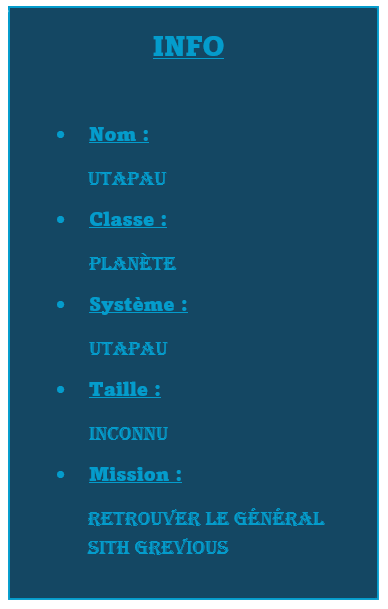 INFO
• Nom :
UTAPAU
• Classe :
PLANÈTE
• Système :
UTAPAU
• Taille :
INCONNU
• Mission :
RETROUVER LE GÉNÉRAL
SITH GREVIOUS